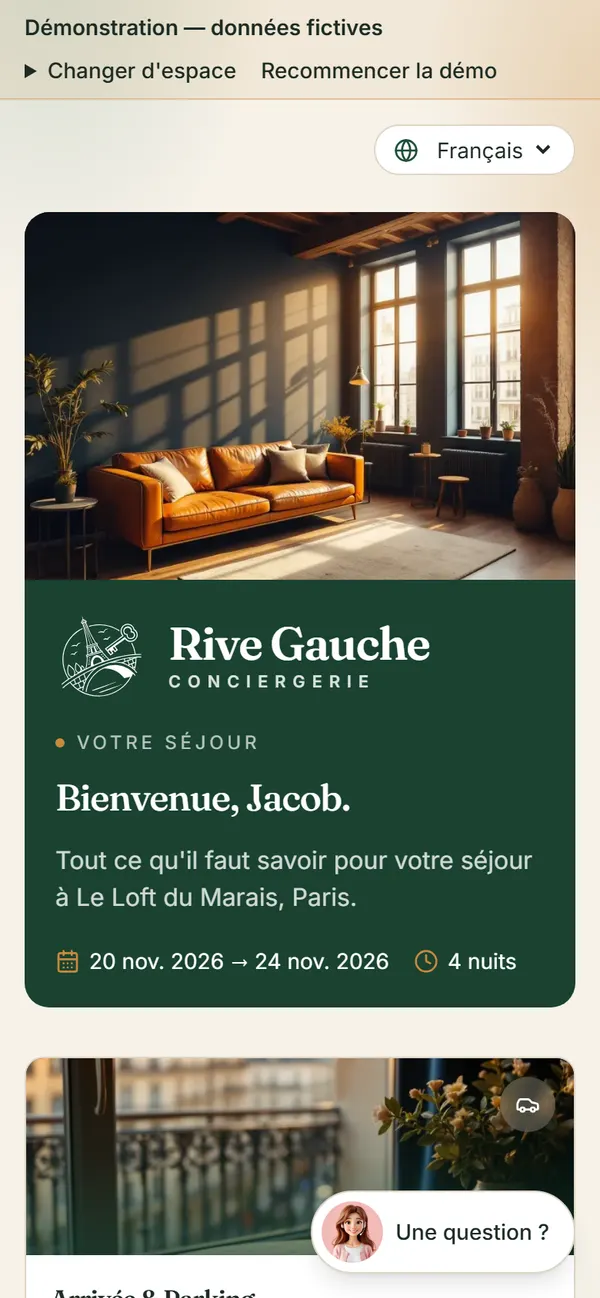 Démonstration — données fictives
Changer d'espace Recommencer la démo
Français
Rive Gauche
CONCIERGERIE
VOTRE SÉJOUR
Bienvenue, Jacob.
Tout ce qu'il faut savoir pour votre séjour
à Le Loft du Marais, Paris.
20 nov. 2026 → 24 nov. 2026 4 nuits
Une question ?
Arrivée & Parking